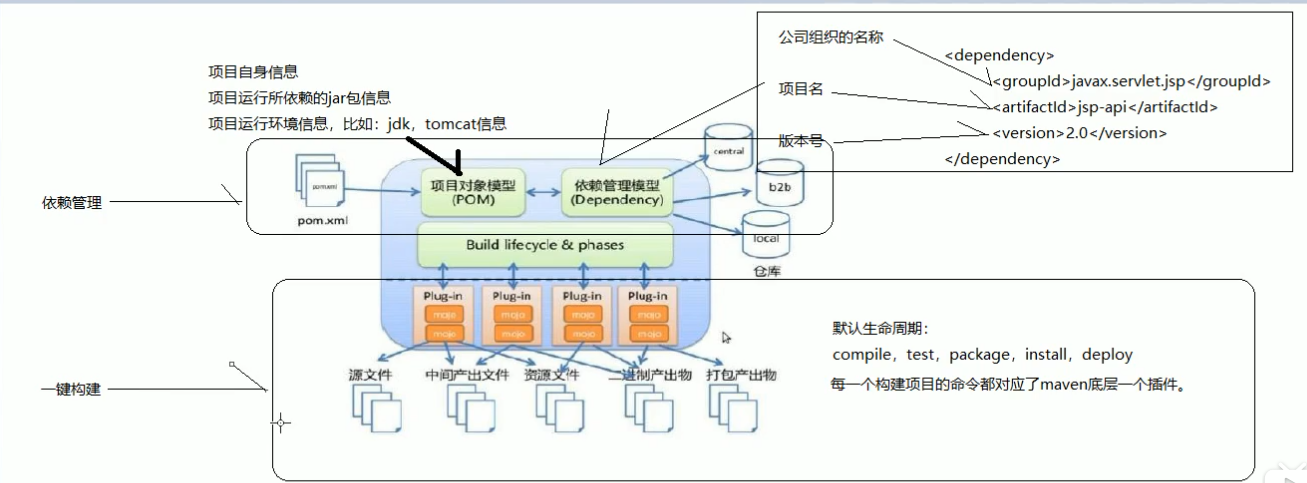 公司组织的名称
<dependency>
<groupId>javax.servlet.jsp</groupId>
项目名
<artifactId>jsp-api</artifactId>
版本号
<version>2.0</version>
</dependency>
项目自身信息
项目运行所依赖的jar包信息
项目运行环境信息，比如：jdk，tomcat信息
依赖管理
pom.xml
pom.xml
项目对象模型
(POM)
依赖管理模型
(Dependency)
central
b2b
local
仓库
Build lifecycle & phases
Plug-in
Plug-in
Plug-in
Plug-in
mojo
mojo
mojo
mojo
mojo
mojo
mojo
mojo
一键构建
源文件
中间产出文件
资源文件
二进制产出物
打包产出物
默认生命周期：
compile，test，package，install，deploy
每一个构建项目的命令都对应了maven底层一个插件。